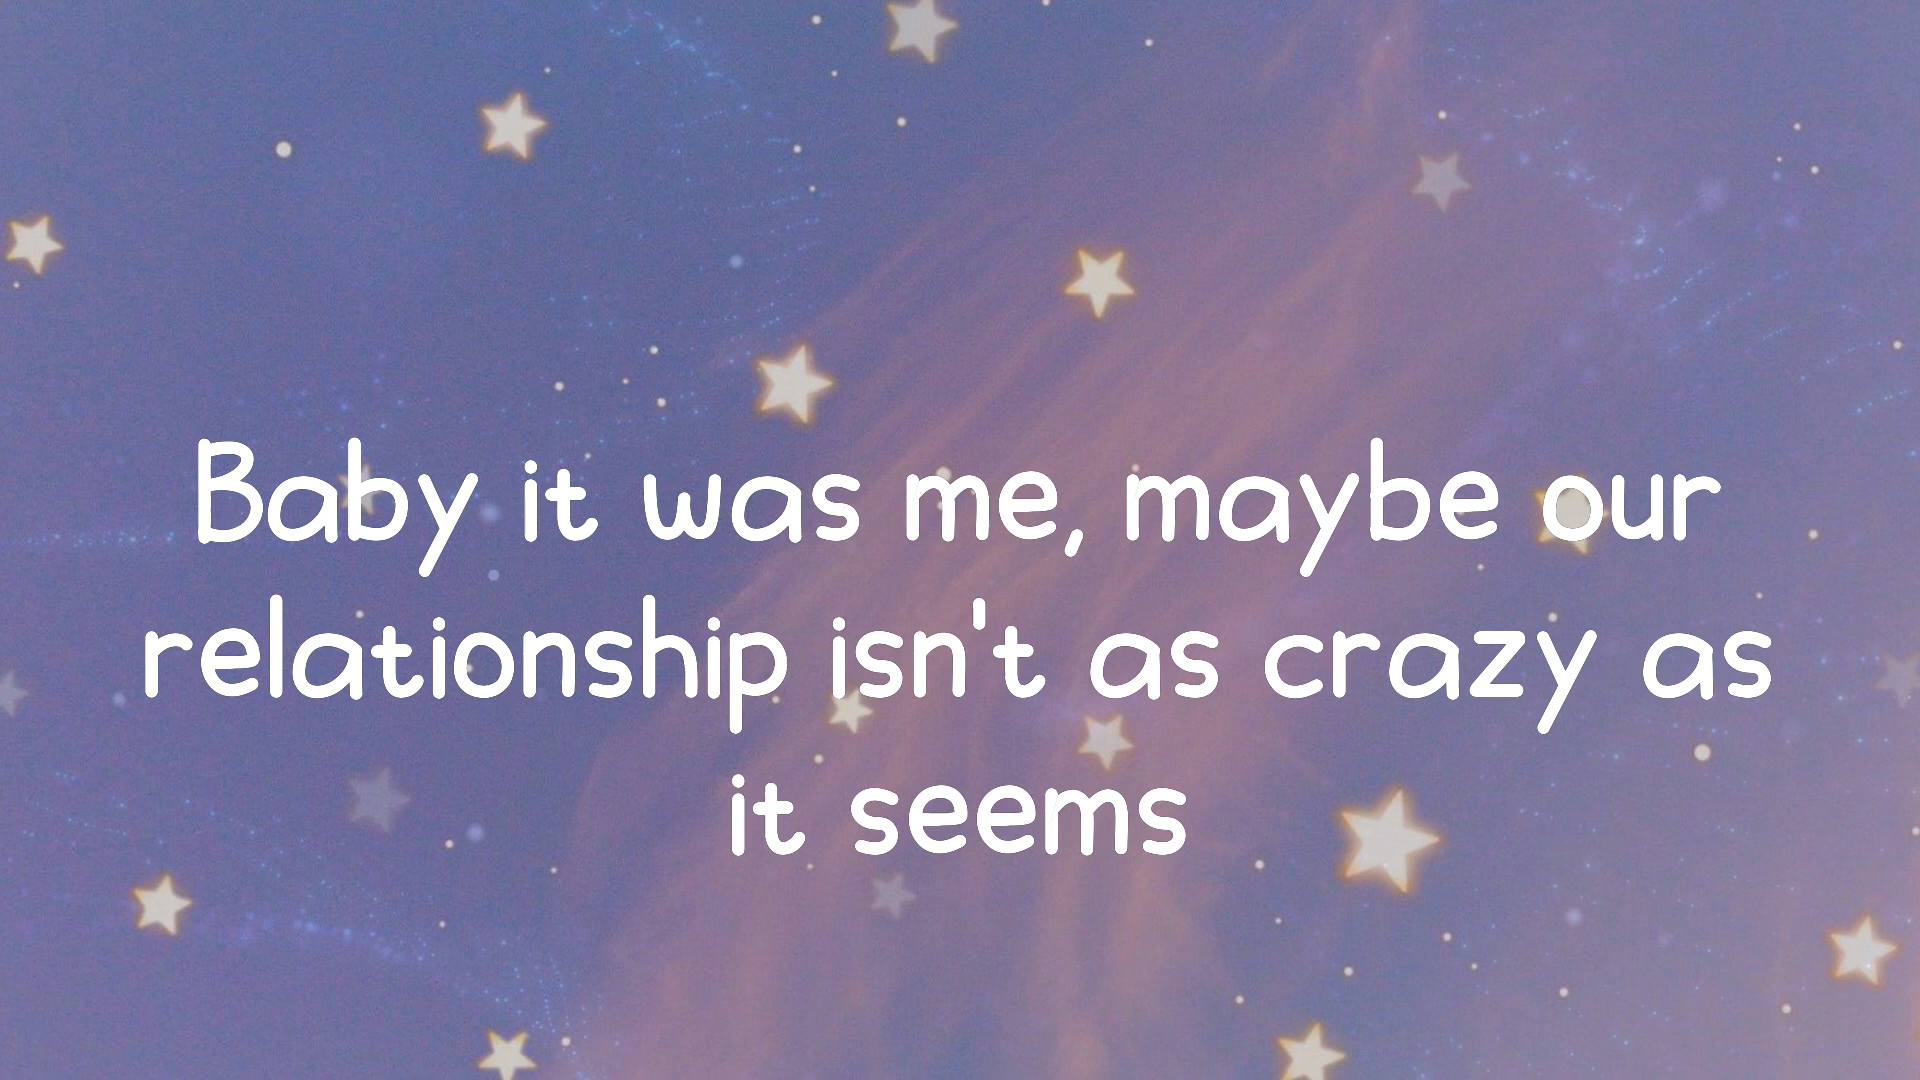 Baby it was me, maybe our
relationship isn't as crazy as
it seems